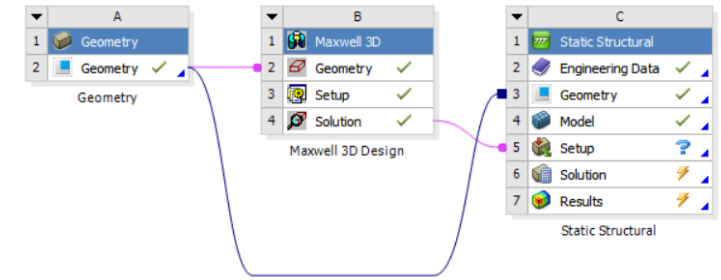 A
1 Geometry
2 Geometry
Geometry
B
1 Maxwell 3D
2 Geometry
3 Setup
4 Solution
Maxwell 3D Design
C
1 Static Structural
2 Engineering Data
3 Geometry
4 Model
5 Setup ?
6 Solution
7 Results
Static Structural